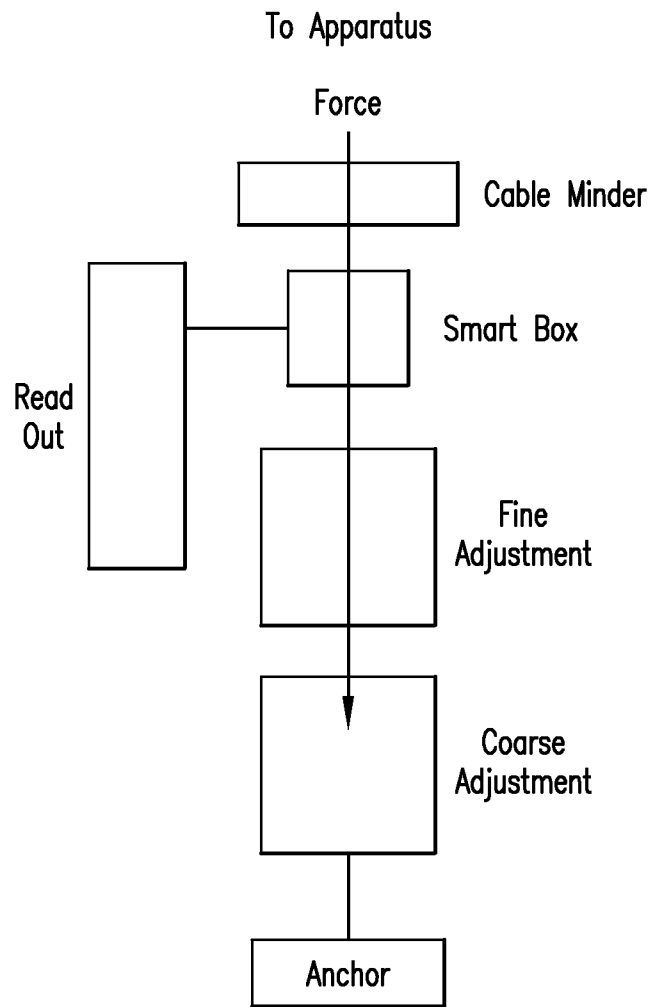 To Apparatus
Force
Cable Minder
Smart Box
Read
Out
Fine
Adjustment
Coarse
Adjustment
Anchor